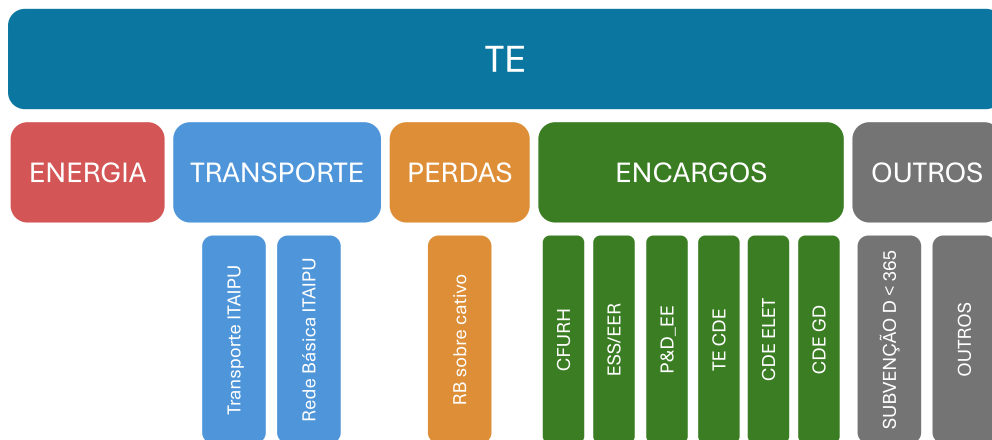 TE
ENERGIA
TRANSPORTE
PERDAS
ENCARGOS
OUTROS
Transporte ITAIPU
Rede Básica ITAIPU
RB sobre cativo
CFURH
ESS/EER
P&D_EE
TE CDE
CDE ELET
CDE GD
SUBVENÇÃO D < 365
OUTROS